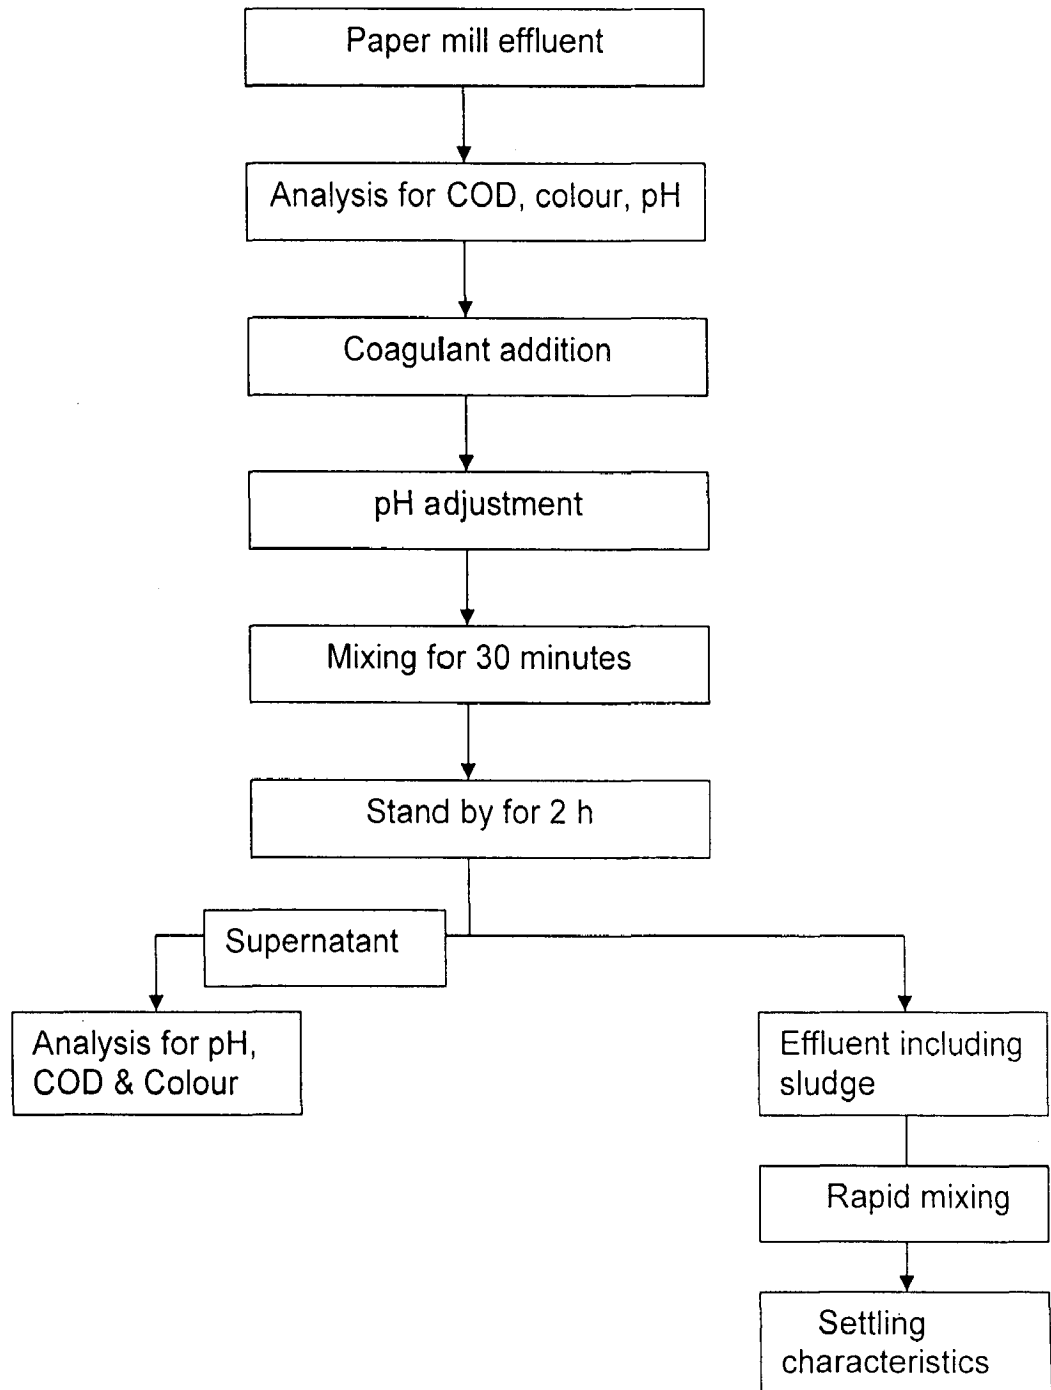 Paper mill effluent
Analysis for COD, colour, pH
Coagulant addition
pH adjustment
Mixing for 30 minutes
Stand by for 2 h
Supernatant
Analysis for pH,
COD & Colour
Effluent including
sludge
Rapid mixing
Settling
characteristics